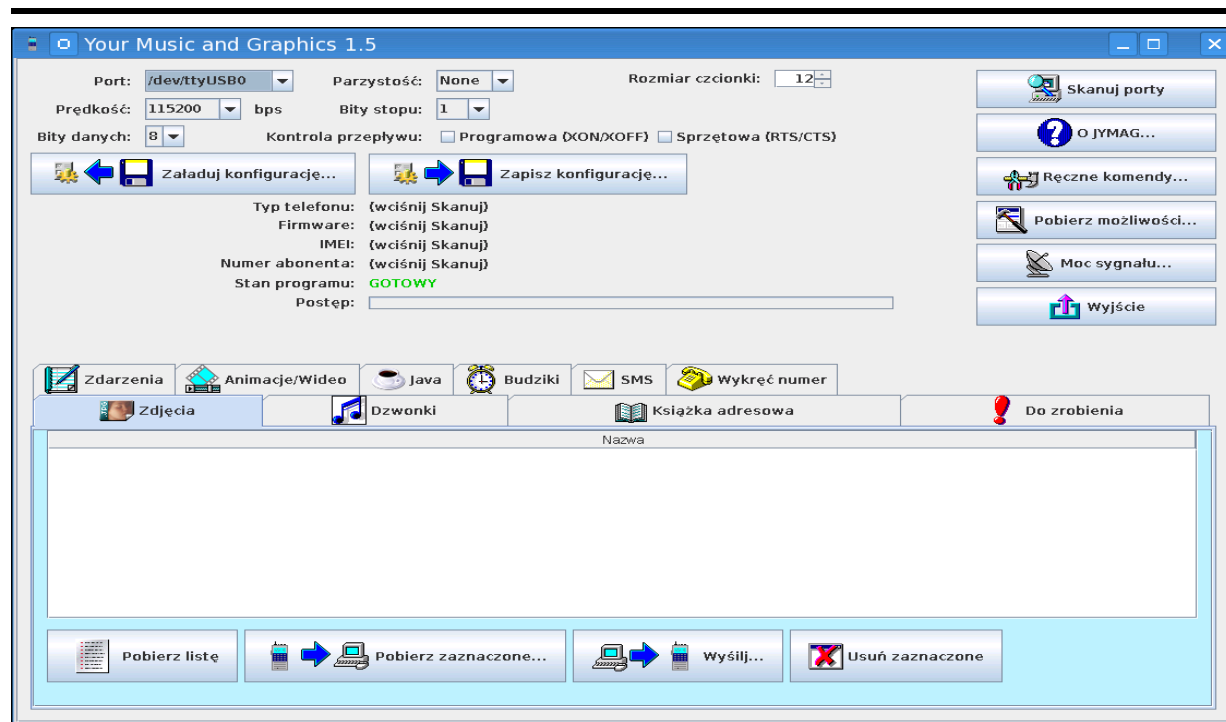 Your Music and Graphics 1.5
Port: /dev/ttyUSB0 Parzystość: None Rozmiar czcionki: 12
Prędkość: 115200 bps Bity stopu: 1
Bity danych: 8 Kontrola przepływu: Programowa (XON/XOFF) Sprzętowa (RTS/CTS)
Załaduj konfigurację... Zapisz konfigurację...
Typ telefonu: (wciśnij Skanuj)
Firmware: (wciśnij Skanuj)
IMEI: (wciśnij Skanuj)
Numer abonenta: (wciśnij Skanuj)
Stan programu: GOTOWY
Postęp:
Skanuj porty
O JYMAG...
Ręczne komendy...
Pobierz możliwości...
Moc sygnału...
Wyjście
Zdarzenia Animacje/Wideo Java Budziki SMS Wykręć numer
Zdjęcia Dzwonki Książka adresowa Do zrobienia
Nazwa
Pobierz listę Pobierz zaznaczone... Wyślij... Usuń zaznaczone